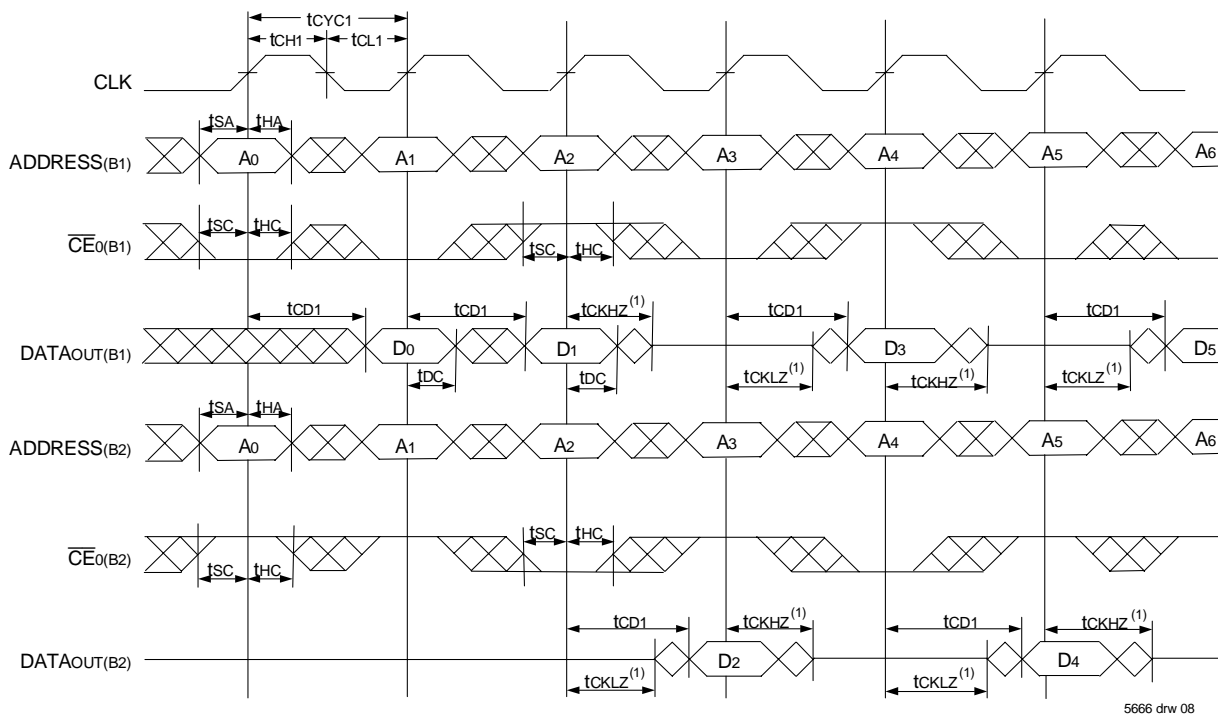 tCYC1
tCH1 tCL1
CLK
tSA tHA
ADDRESS(B1) A0 A1 A2 A3 A4 A5 A6
tSC tHC
CE0(B1)
tSC tHC
tCD1 tCD1 tCKHZ(1) tCD1 tCD1
DATAOUT(B1) D0 D1 D3 D5
tDC tDC tCKLZ(1) tCKHZ(1) tCKLZ(1)
tSA tHA
ADDRESS(B2) A0 A1 A2 A3 A4 A5 A6
tSC tHC
CE0(B2)
tSC tHC
tCD1 tCKHZ(1) tCD1 tCKHZ(1)
DATAOUT(B2) D2 D4
tCKLZ(1) tCKLZ(1)
5666 drw 08